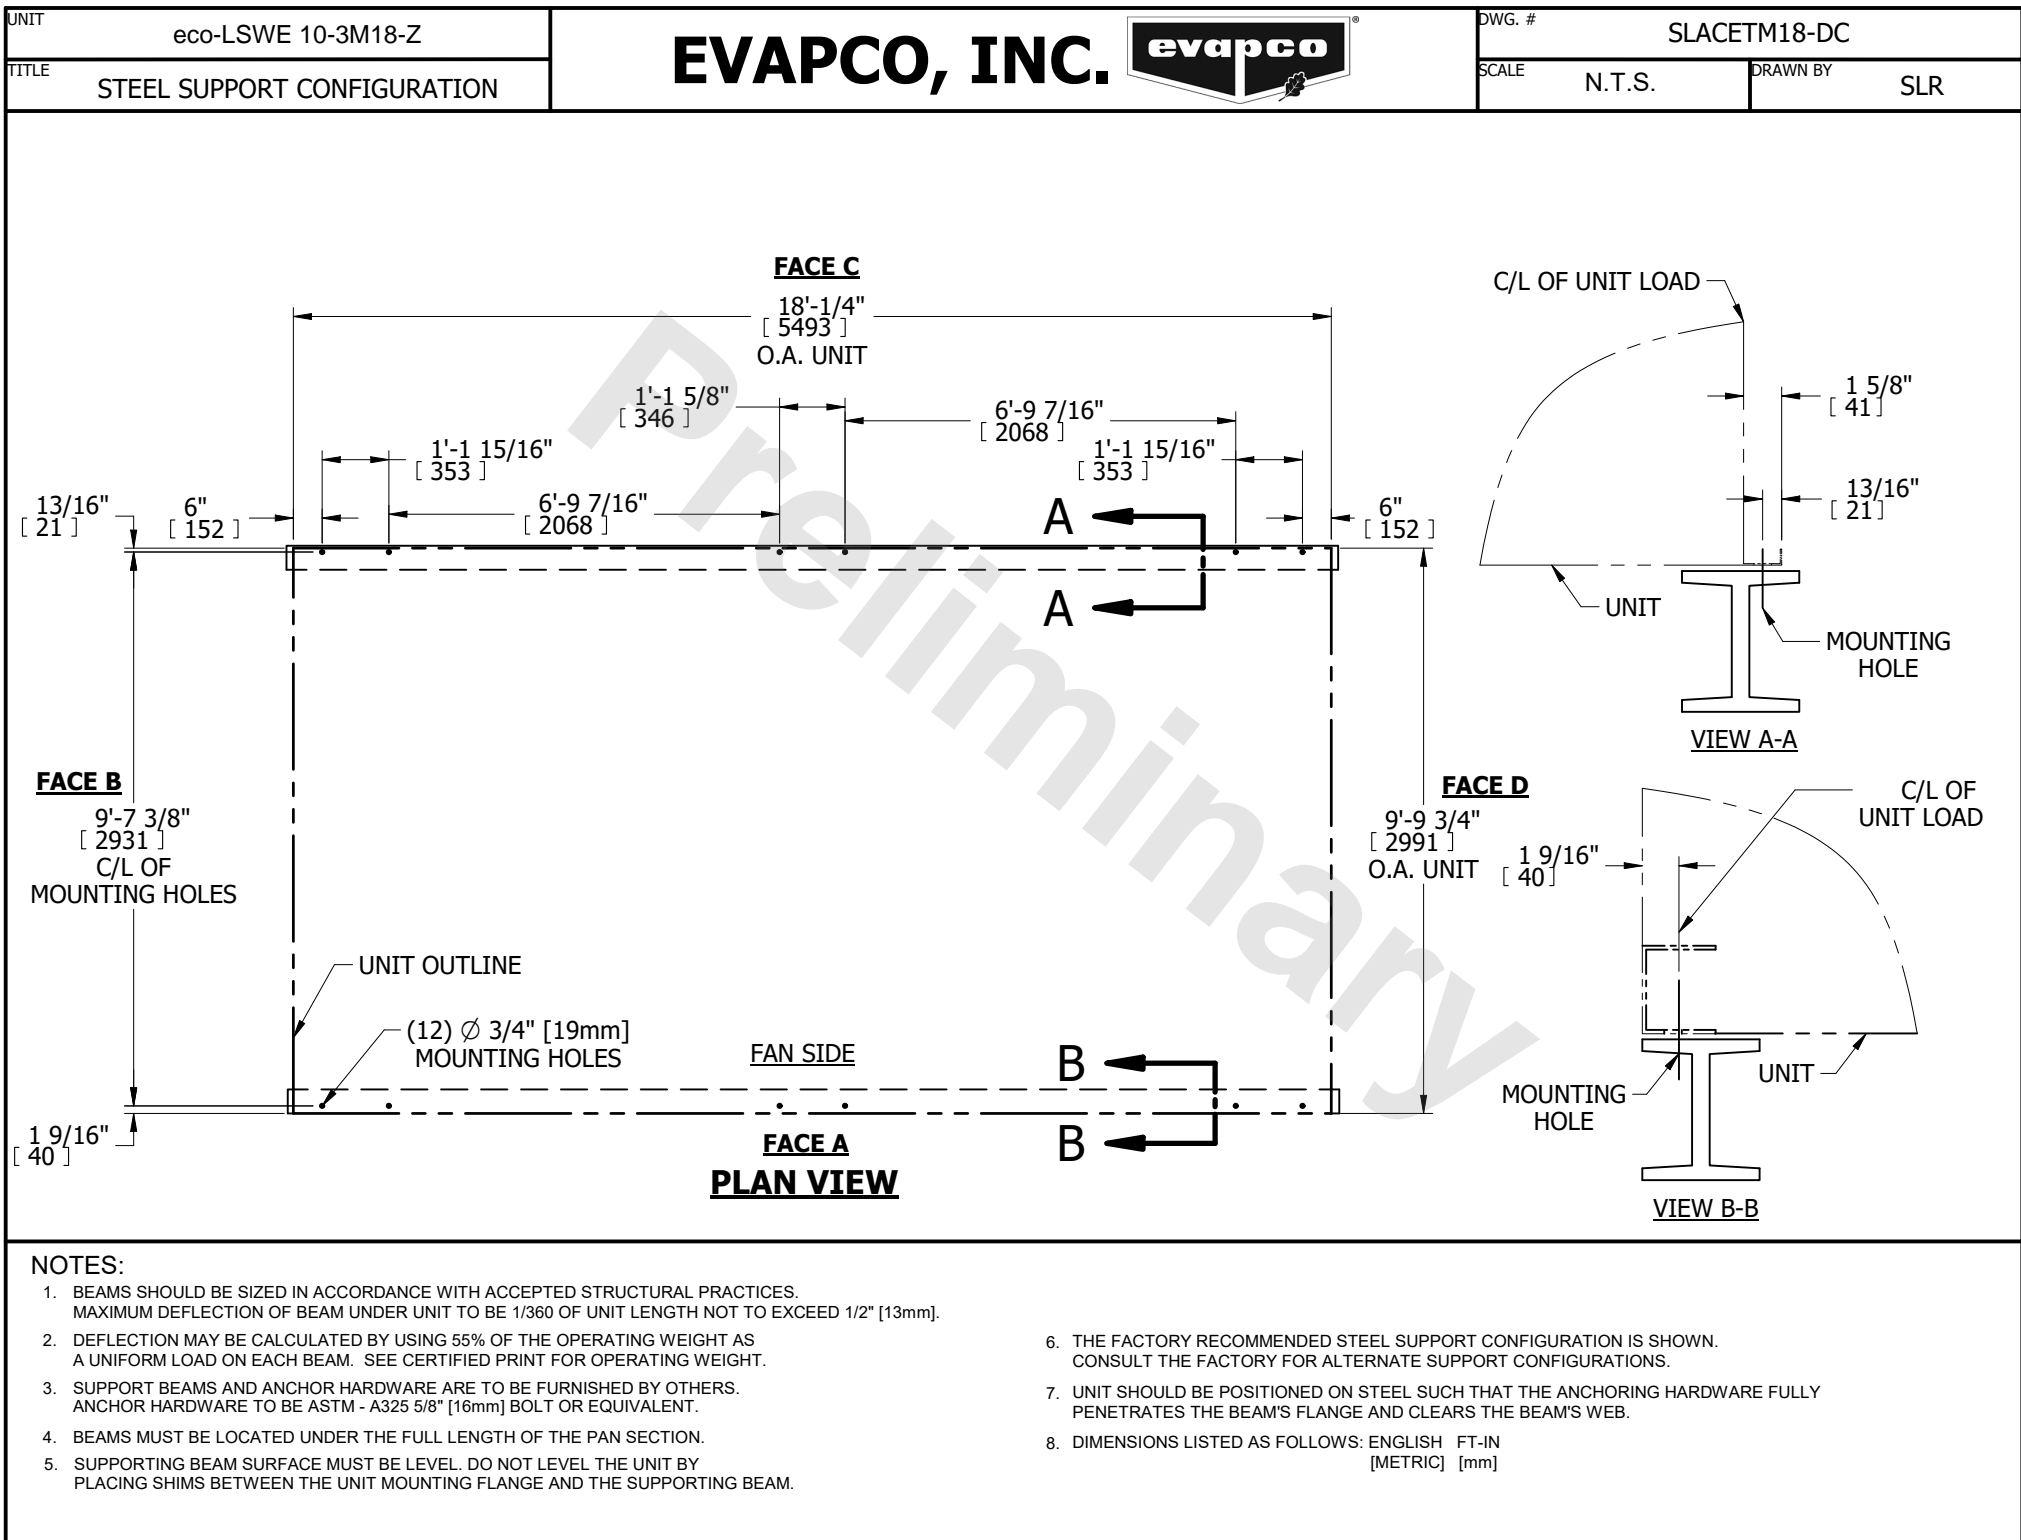 UNIT
eco-LSWE 10-3M18-Z
TITLE
STEEL SUPPORT CONFIGURATION
EVAPCO, INC.
evapco
®
DWG. #
SLACETM18-DC
SCALE
N.T.S.
DRAWN BY
SLR
FACE C
18'-1/4"
[ 5493 ]
O.A. UNIT
1'-1 5/8"
[ 346 ]
6'-9 7/16"
[ 2068 ]
1'-1 15/16"
[ 353 ]
1'-1 15/16"
[ 353 ]
13/16"
[ 21 ]
6"
[ 152 ]
6'-9 7/16"
[ 2068 ]
A
6"
[ 152 ]
A
C/L OF UNIT LOAD
1 5/8"
[ 41]
13/16"
[ 21]
UNIT
MOUNTING
HOLE
VIEW A-A
FACE B
9'-7 3/8"
[ 2931 ]
C/L OF
MOUNTING HOLES
FACE D
9'-9 3/4"
[ 2991 ]
O.A. UNIT
C/L OF
UNIT LOAD
1 9/16"
[ 40]
UNIT
MOUNTING
HOLE
VIEW B-B
UNIT OUTLINE
(12) Ø 3/4" [19mm]
MOUNTING HOLES
FAN SIDE
B
B
1 9/16"
[ 40 ]
FACE A
PLAN VIEW
Preliminary
NOTES:
1. BEAMS SHOULD BE SIZED IN ACCORDANCE WITH ACCEPTED STRUCTURAL PRACTICES.
MAXIMUM DEFLECTION OF BEAM UNDER UNIT TO BE 1/360 OF UNIT LENGTH NOT TO EXCEED 1/2" [13mm].
2. DEFLECTION MAY BE CALCULATED BY USING 55% OF THE OPERATING WEIGHT AS
A UNIFORM LOAD ON EACH BEAM. SEE CERTIFIED PRINT FOR OPERATING WEIGHT.
3. SUPPORT BEAMS AND ANCHOR HARDWARE ARE TO BE FURNISHED BY OTHERS.
ANCHOR HARDWARE TO BE ASTM - A325 5/8" [16mm] BOLT OR EQUIVALENT.
4. BEAMS MUST BE LOCATED UNDER THE FULL LENGTH OF THE PAN SECTION.
5. SUPPORTING BEAM SURFACE MUST BE LEVEL. DO NOT LEVEL THE UNIT BY
PLACING SHIMS BETWEEN THE UNIT MOUNTING FLANGE AND THE SUPPORTING BEAM.
6. THE FACTORY RECOMMENDED STEEL SUPPORT CONFIGURATION IS SHOWN.
CONSULT THE FACTORY FOR ALTERNATE SUPPORT CONFIGURATIONS.
7. UNIT SHOULD BE POSITIONED ON STEEL SUCH THAT THE ANCHORING HARDWARE FULLY
PENETRATES THE BEAM'S FLANGE AND CLEARS THE BEAM'S WEB.
8. DIMENSIONS LISTED AS FOLLOWS: ENGLISH FT-IN
[METRIC] [mm]